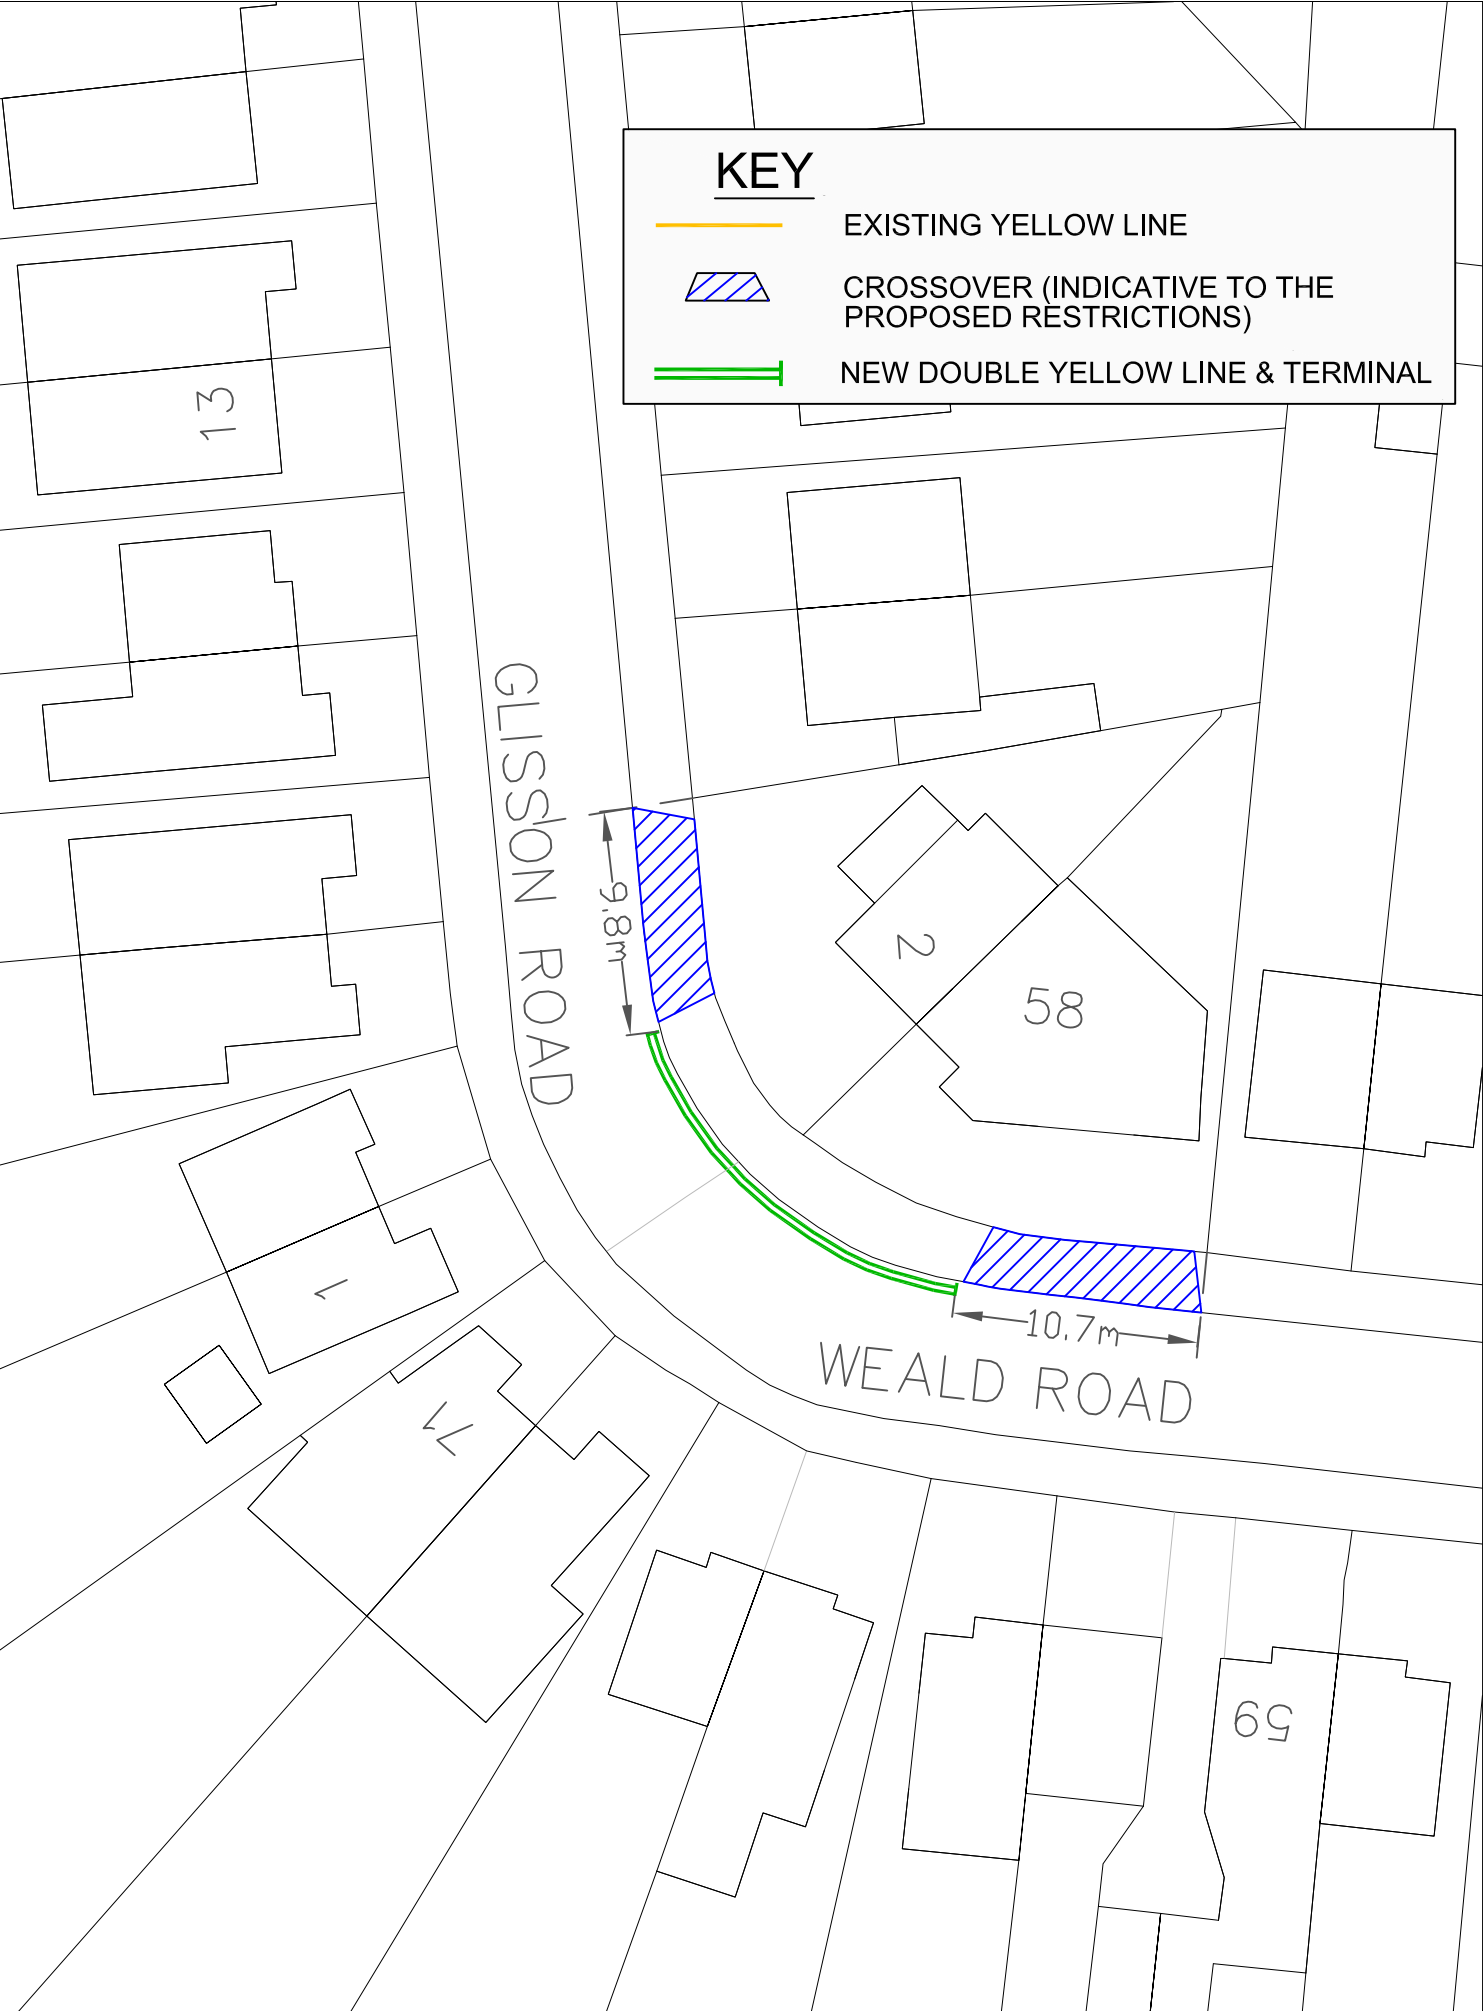 KEY
EXISTING YELLOW LINE
CROSSOVER (INDICATIVE TO THE
PROPOSED RESTRICTIONS)
NEW DOUBLE YELLOW LINE & TERMINAL
13
GLISSON ROAD
9.8m
2
58
1
10.7m
WEALD ROAD
71
59